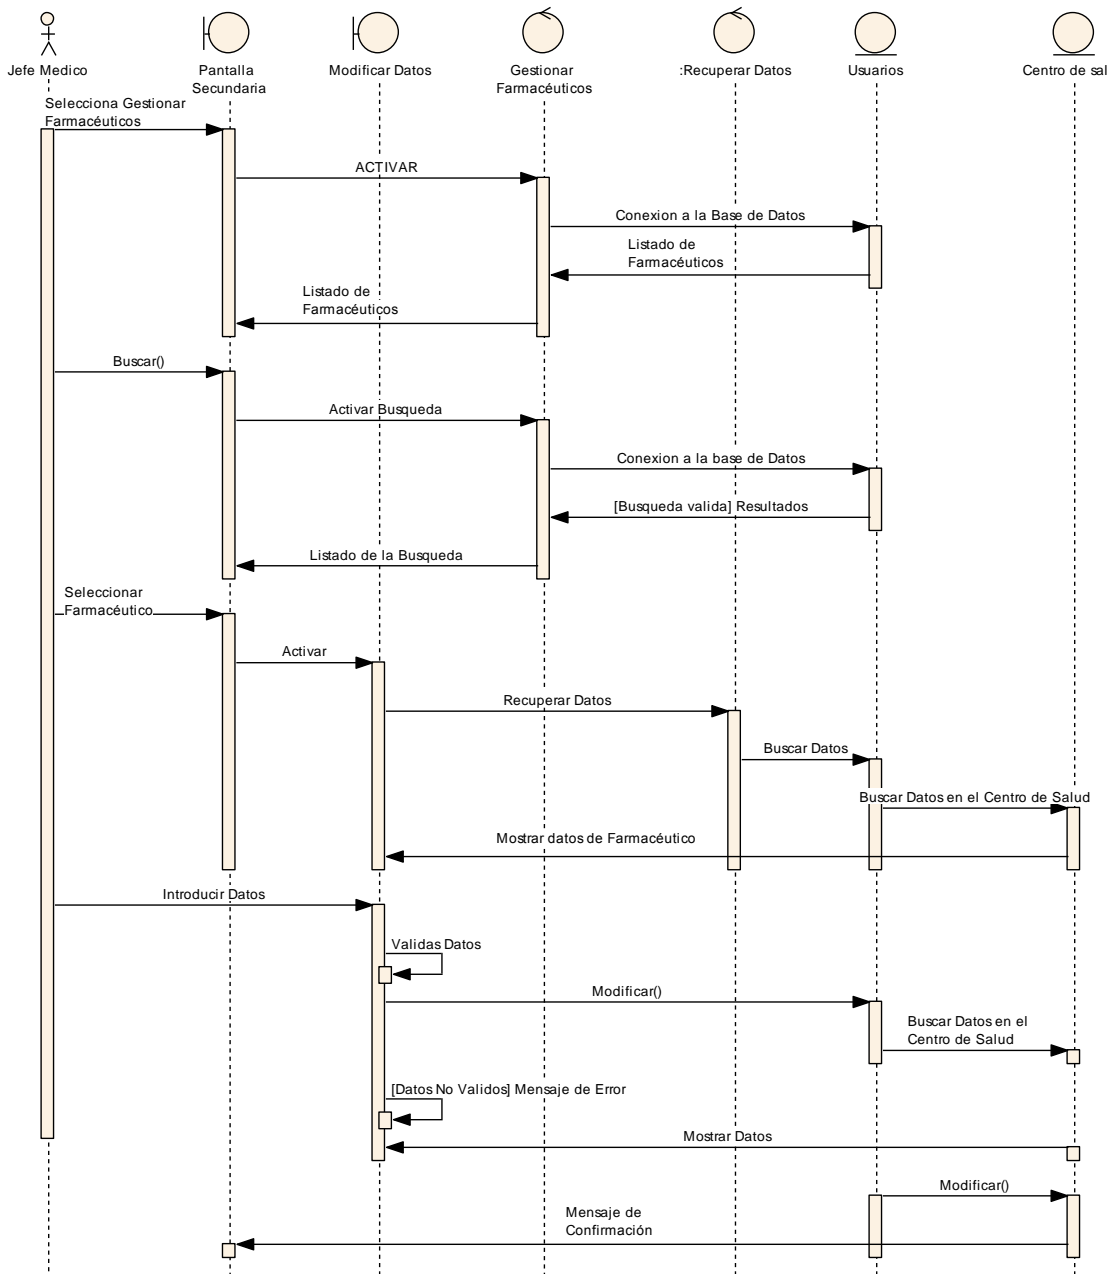 Jefe Medico
Pantalla
Secundaria
Modificar Datos
Gestionar
Farmacéuticos
:Recuperar Datos
Usuarios
Centro de sal
Selecciona Gestionar
Farmacéuticos
ACTIVAR
Conexion a la Base de Datos
Listado de
Farmacéuticos
Listado de
Farmacéuticos
Buscar()
Activar Busqueda
Conexion a la base de Datos
[Busqueda valida] Resultados
Listado de la Busqueda
Seleccionar
Farmacéutico
Activar
Recuperar Datos
Buscar Datos
Buscar Datos en el Centro de Salud
Mostrar datos de Farmacéutico
Introducir Datos
Validas Datos
Modificar()
Buscar Datos en el
Centro de Salud
[Datos No Validos] Mensaje de Error
Mostrar Datos
Modificar()
Mensaje de
Confirmación